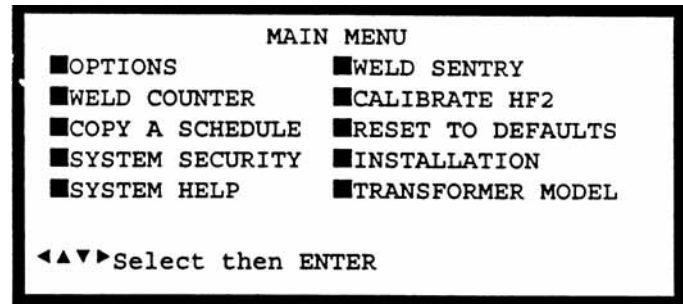 MAIN MENU
■OPTIONS ■WELD SENTRY
■WELD COUNTER ■CALIBRATE HF2
■COPY A SCHEDULE ■RESET TO DEFAULTS
■SYSTEM SECURITY ■INSTALLATION
■SYSTEM HELP ■TRANSFORMER MODEL
◀▲▼▶Select then ENTER